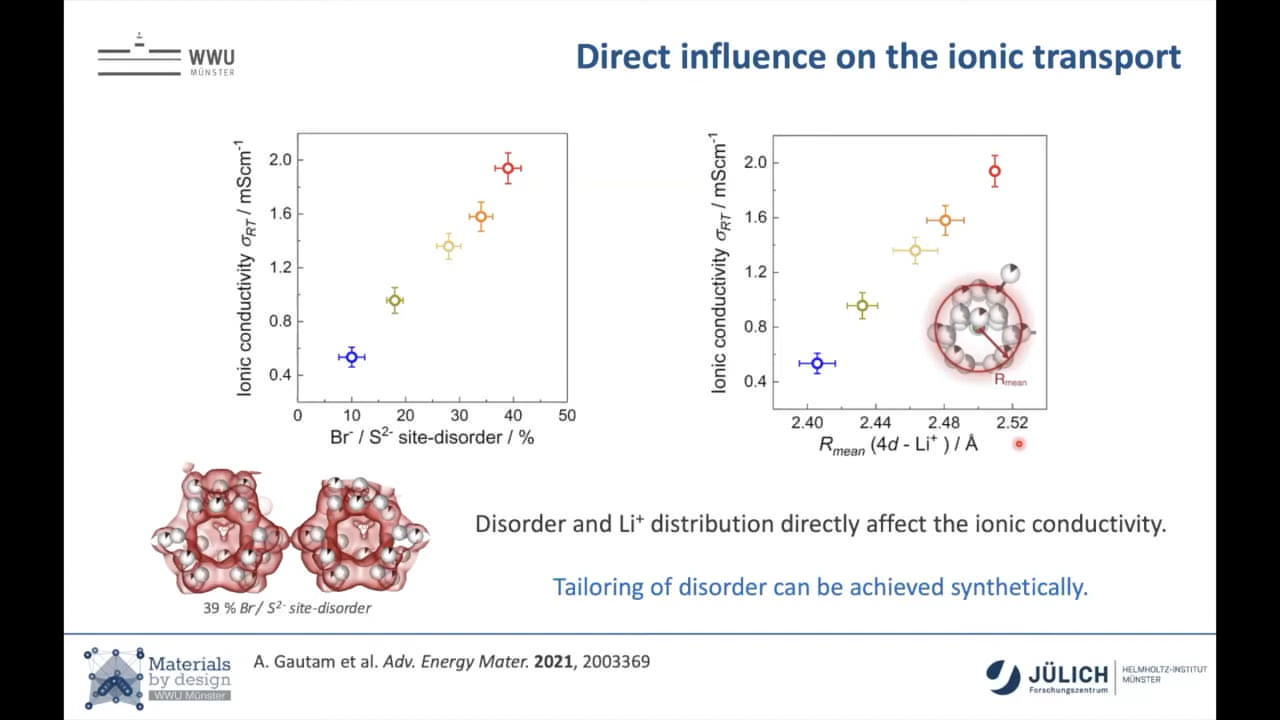 WWU
MÜNSTER
Direct influence on the ionic transport
Ionic conductivity σRT / mScm⁻¹
2.0
1.6
1.2
0.8
0.4
0 10 20 30 40 50
Br⁻ / S²⁻ site-disorder / %
Ionic conductivity σRT / mScm⁻¹
2.0
1.6
1.2
0.8
0.4
Rmean
2.40 2.44 2.48 2.52
Rmean (4d - Li⁺ ) / Å
39 % Br/ S²⁻ site-disorder
Disorder and Li⁺ distribution directly affect the ionic conductivity.
Tailoring of disorder can be achieved synthetically.
Materials
by design
WWU Münster
A. Gautam et al. Adv. Energy Mater. 2021, 2003369
JÜLICH
Forschungszentrum
HELMHOLTZ-INSTITUT
MÜNSTER